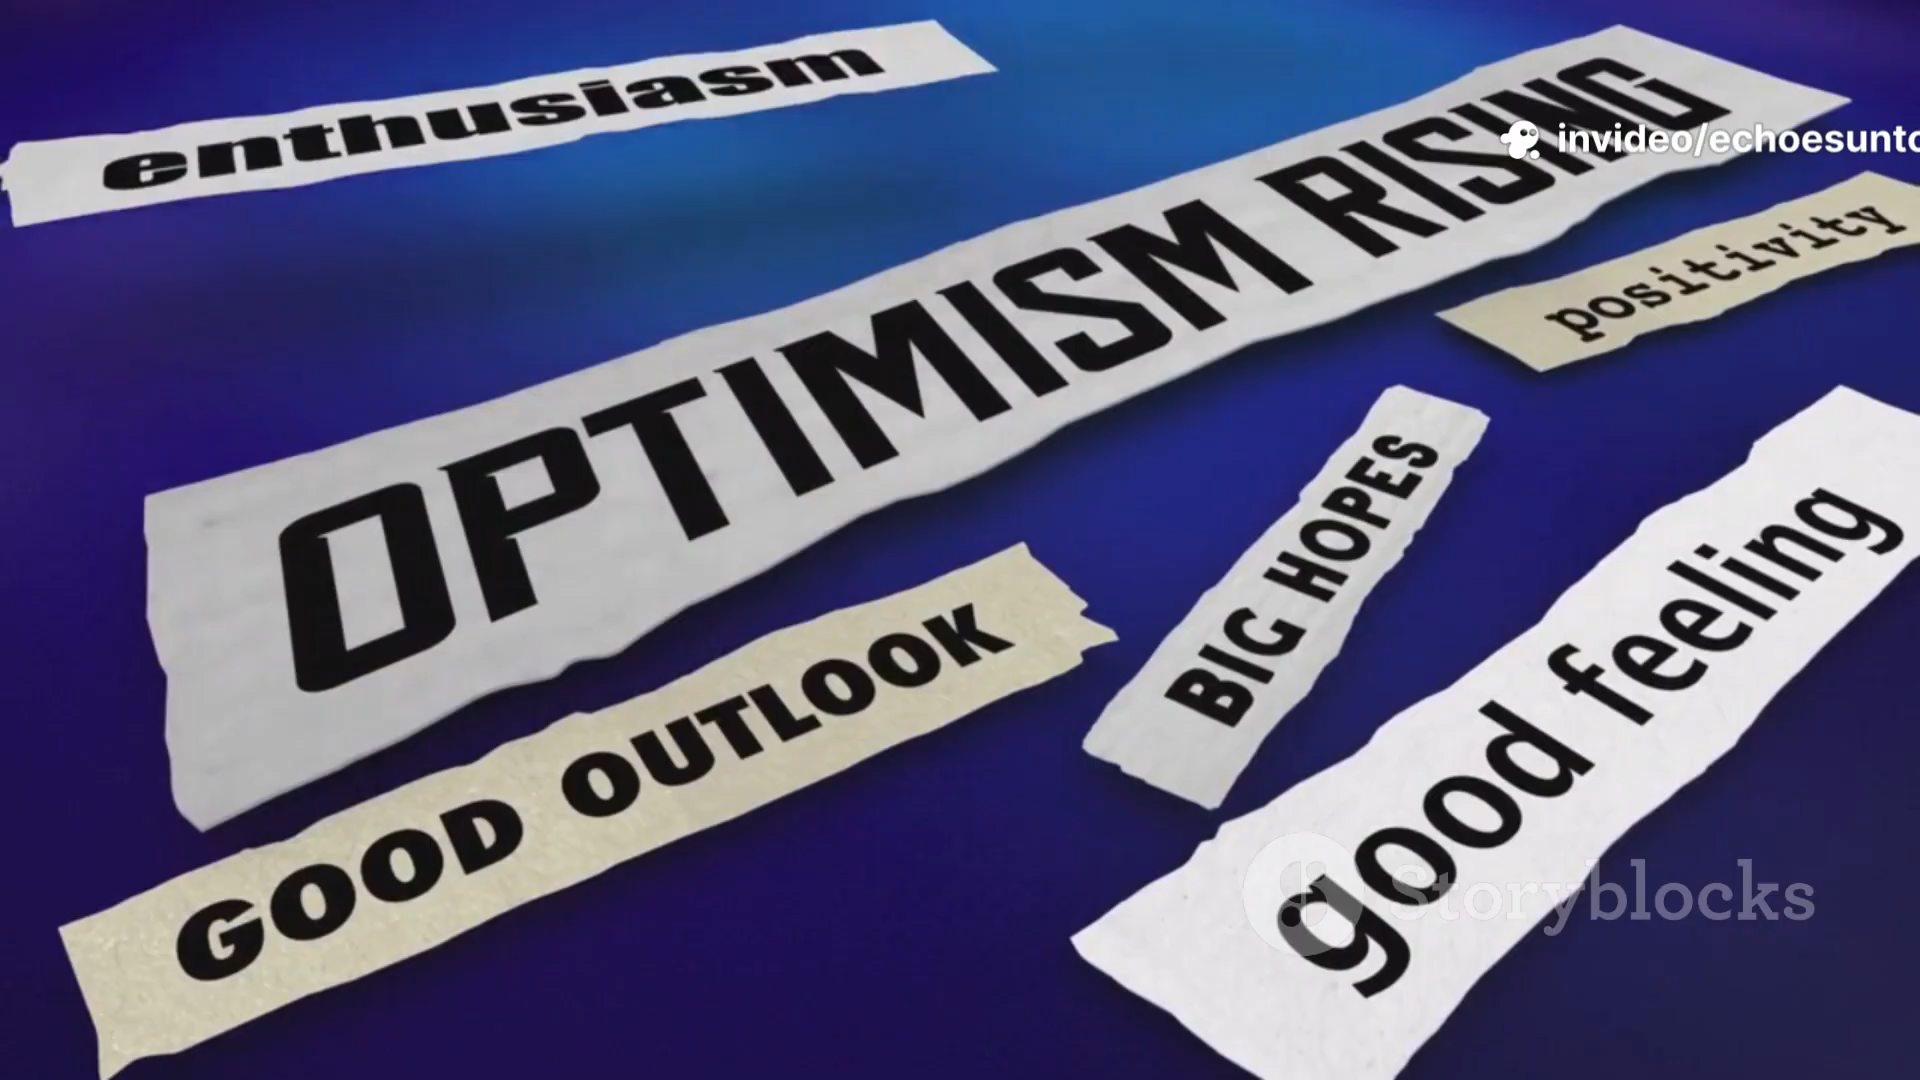 enthusiasm
OPTIMISM RISING
invideo/echoesunto
positivity
BIG HOPES
good feeling
GOOD OUTLOOK
Storyblocks